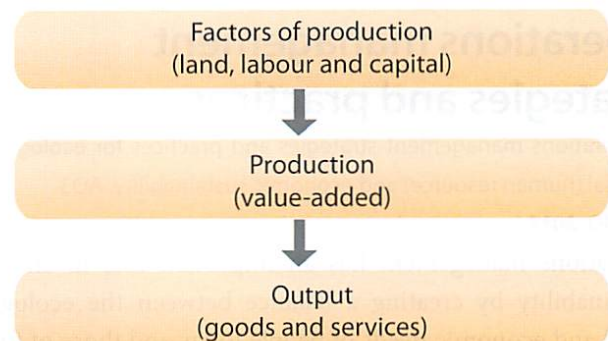 Factors of production
(land, labour and capital)
Production
(value-added)
Output
(goods and services)